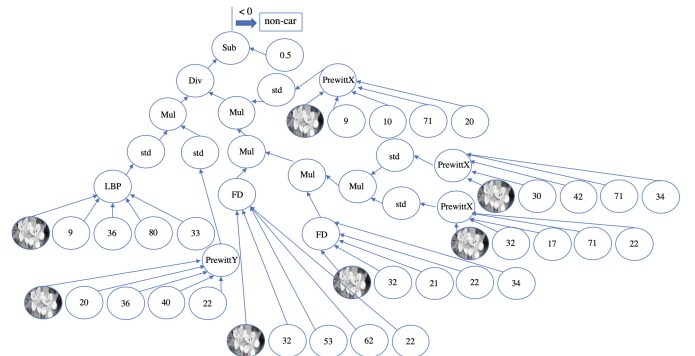 < 0
non-car
Sub
0.5
Div
std
PrewittX
Mul
Mul
9
10
71
20
std
std
Mul
std
PrewittX
LBP
FD
Mul
Mul
std
30
42
71
34
PrewittX
9
36
80
33
FD
32
17
71
22
PrewittY
20
36
40
22
32
21
22
34
32
53
62
22